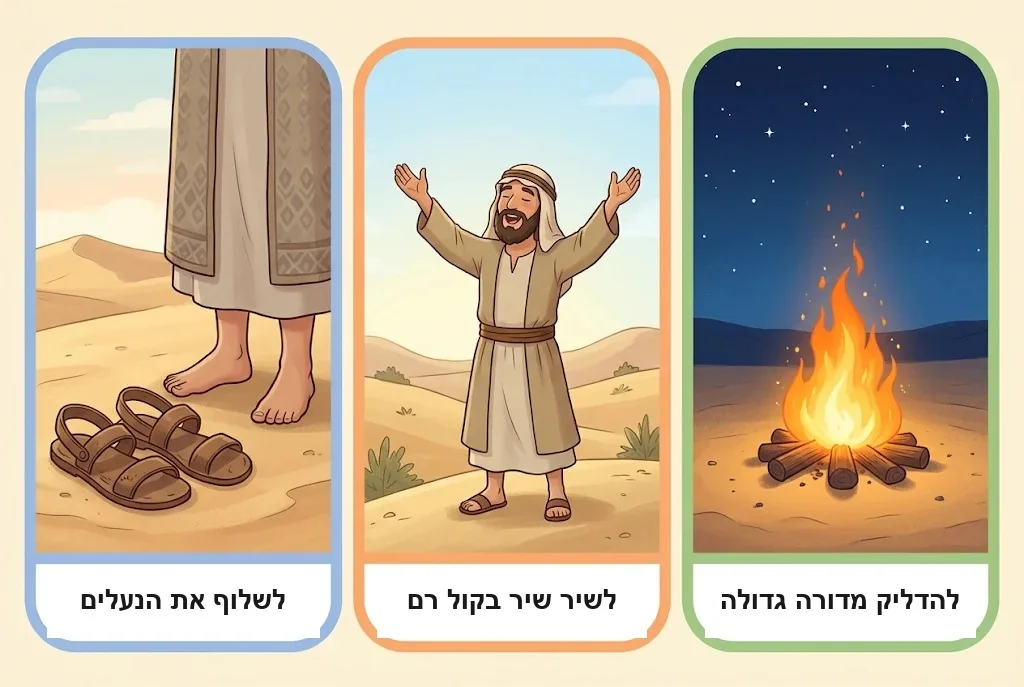 להדליק מדורה גדולה
לשיר שיר בקול רם
לשלוף את הנעלים